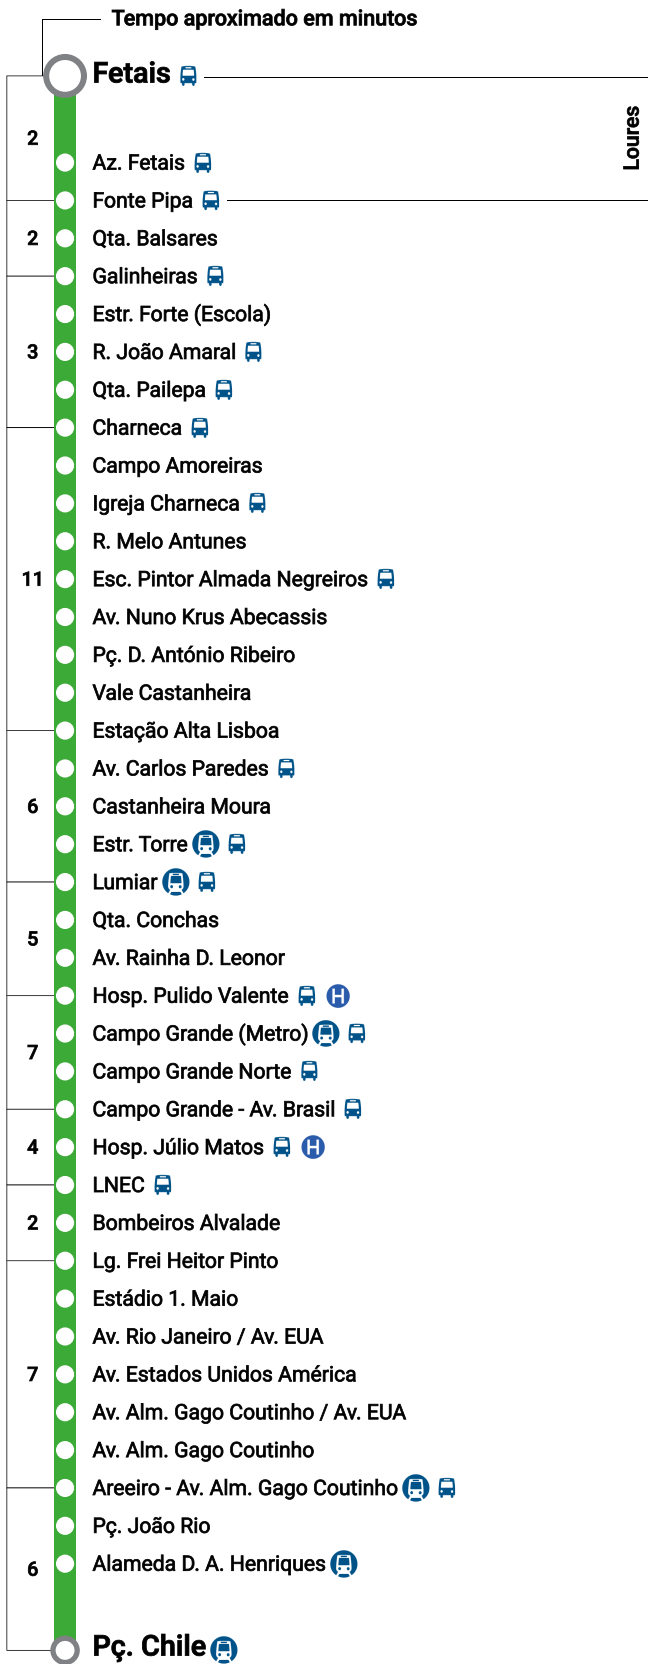 Tempo aproximado em minutos
Fetais
Loures
2
Az. Fetais
Fonte Pipa
2
Qta. Balsares
Galinheiras
Estr. Forte (Escola)
3
R. João Amaral
Qta. Pailepa
Charneca
Campo Amoreiras
Igreja Charneca
R. Melo Antunes
11
Esc. Pintor Almada Negreiros
Av. Nuno Krus Abecassis
Pç. D. António Ribeiro
Vale Castanheira
Estação Alta Lisboa
Av. Carlos Paredes
6
Castanheira Moura
Estr. Torre
Lumiar
Qta. Conchas
5
Av. Rainha D. Leonor
Hosp. Pulido Valente H
Campo Grande (Metro)
7
Campo Grande Norte
Campo Grande - Av. Brasil
4
Hosp. Júlio Matos H
LNEC
2
Bombeiros Alvalade
Lg. Frei Heitor Pinto
Estádio 1. Maio
Av. Rio Janeiro / Av. EUA
7
Av. Estados Unidos América
Av. Alm. Gago Coutinho / Av. EUA
Av. Alm. Gago Coutinho
Areeiro - Av. Alm. Gago Coutinho
Pç. João Rio
6
Alameda D. A. Henriques
Pç. Chile